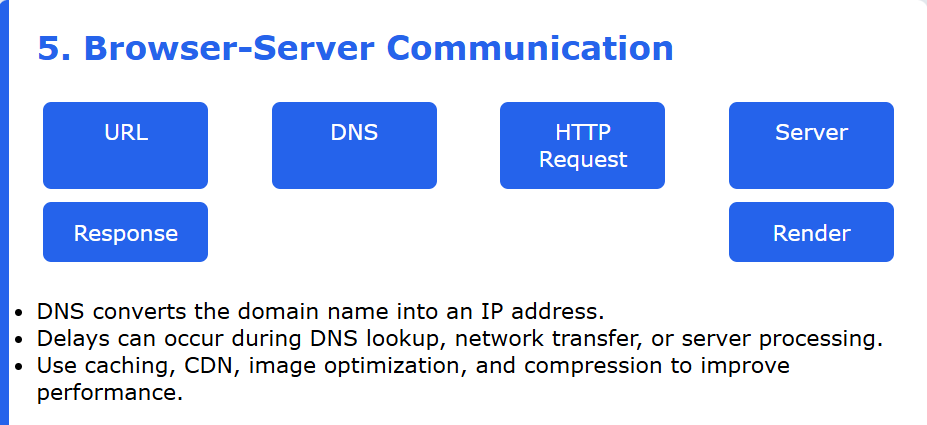 5. Browser-Server Communication
URL
DNS
HTTP
Request
Server
Response
Render
• DNS converts the domain name into an IP address.
• Delays can occur during DNS lookup, network transfer, or server processing.
• Use caching, CDN, image optimization, and compression to improve
performance.